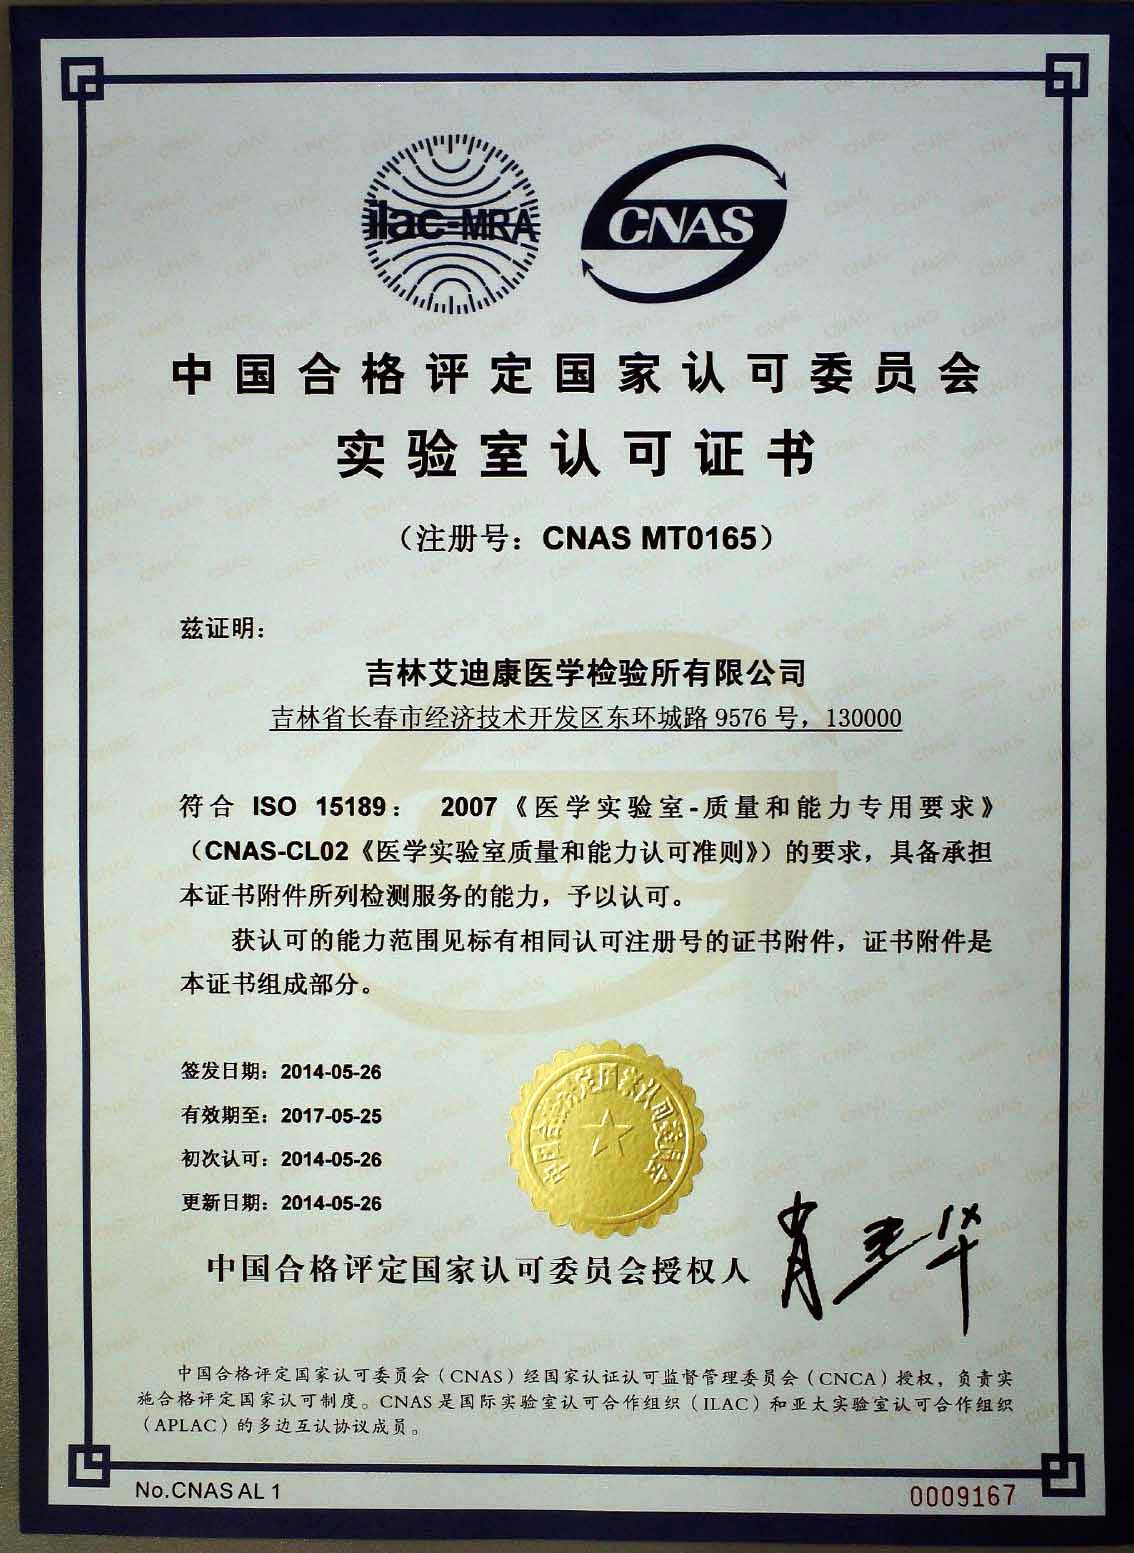 ilac-MRA
CNAS
中国合格评定国家认可委员会
实验室认可证书
（注册号：CNAS MT0165）
兹证明：
吉林艾迪康医学检验所有限公司
吉林省长春市经济技术开发区东环城路 9576 号，130000
符合 ISO 15189： 2007《医学实验室-质量和能力专用要求》
（CNAS-CL02《医学实验室质量和能力认可准则》）的要求，具备承担
本证书附件所列检测服务的能力，予以认可。
获认可的能力范围见标有相同认可注册号的证书附件，证书附件是
本证书组成部分。
签发日期：2014-05-26
有效期至：2017-05-25
初次认可：2014-05-26
更新日期：2014-05-26
中国合格评定国家认可委员会
中国合格评定国家认可委员会授权人
中国合格评定国家认可委员会（CNAS）经国家认证认可监督管理委员会（CNCA）授权，负责实
施合格评定国家认可制度。CNAS是国际实验室认可合作组织（ILAC）和亚太实验室认可合作组织
（APLAC）的多边互认协议成员。
No.CNAS AL 1
0009167